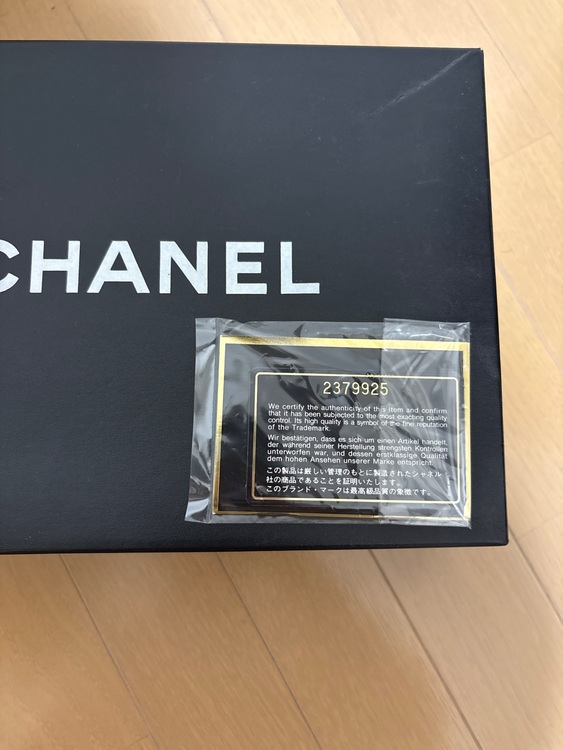 CHANEL
2379925
We certify the authenticity of this item and confirm
that it has been subjected to the most exacting quality
control. Its high quality is a symbol of the fine reputation
of the Trademark.
Wir bestätigen, dass es sich um einen Artikel handelt,
der während seiner Herstellung strengsten Kontrollen
unterworfen war, und dessen erstklassige Qualität
dem hohen Ansehen unserer Marke entspricht.
この製品は厳しい管理のもとに製造されたシャネル
社の商品であることを証明いたします。
このブランド・マークは最高級品質の象徴です。